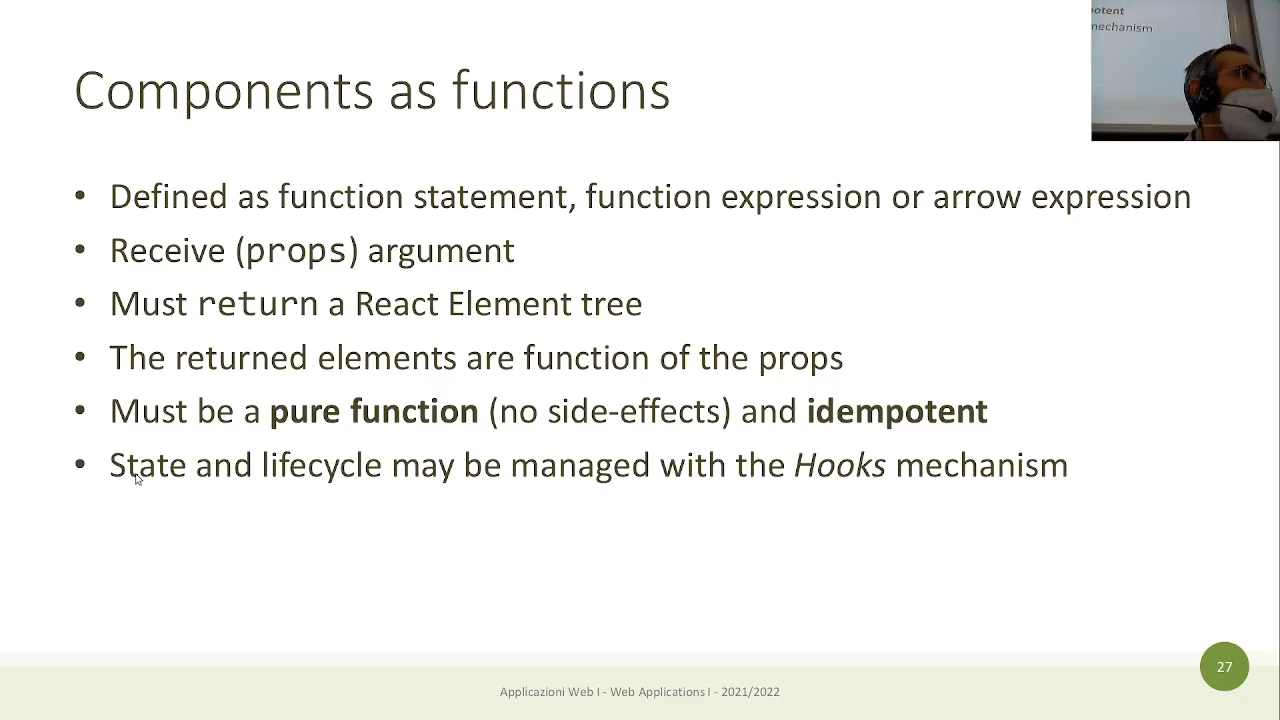 otent
mechanism
Components as functions
• Defined as function statement, function expression or arrow expression
• Receive (props) argument
• Must return a React Element tree
• The returned elements are function of the props
• Must be a pure function (no side-effects) and idempotent
• State and lifecycle may be managed with the Hooks mechanism
27
Applicazioni Web I - Web Applications I - 2021/2022